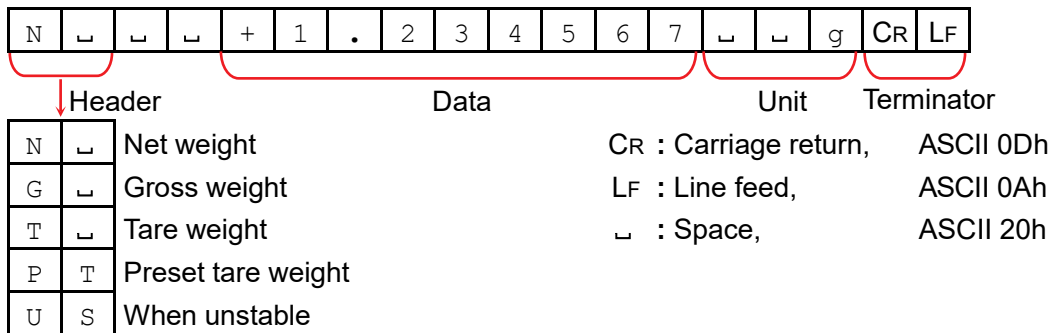 N ␣ ␣ ␣ + 1 . 2 3 4 5 6 7 ␣ ␣ g CR LF
Header Data Unit Terminator
N ␣ Net weight CR : Carriage return, ASCII 0Dh
G ␣ Gross weight LF : Line feed, ASCII 0Ah
T ␣ Tare weight ␣ : Space, ASCII 20h
P T Preset tare weight
U S When unstable